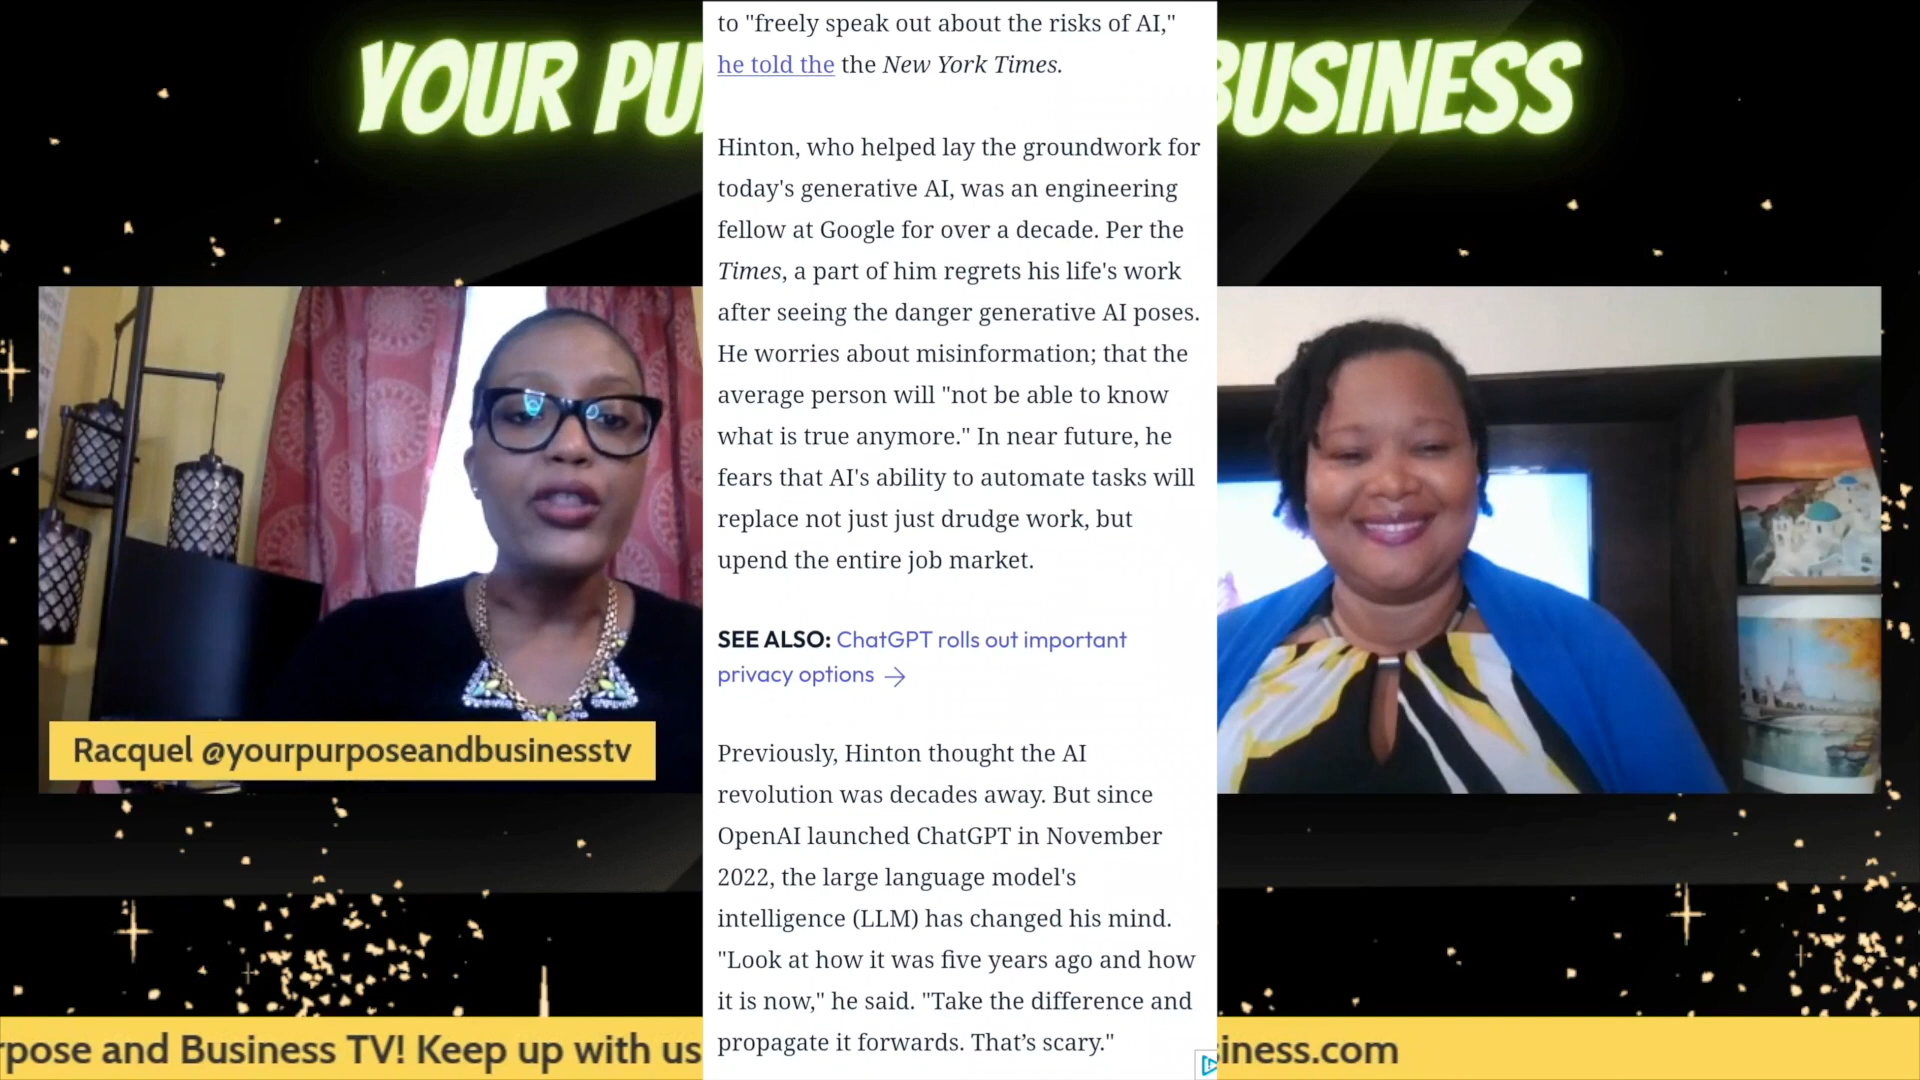 YOUR PU
BUSINESS
to "freely speak out about the risks of AI,"
he told the the New York Times.
Hinton, who helped lay the groundwork for
today's generative AI, was an engineering
fellow at Google for over a decade. Per the
Times, a part of him regrets his life's work
after seeing the danger generative AI poses.
He worries about misinformation; that the
average person will "not be able to know
what is true anymore." In near future, he
fears that AI's ability to automate tasks will
replace not just just drudge work, but
upend the entire job market.
SEE ALSO: ChatGPT rolls out important
privacy options →
Previously, Hinton thought the AI
revolution was decades away. But since
OpenAI launched ChatGPT in November
2022, the large language model's
intelligence (LLM) has changed his mind.
"Look at how it was five years ago and how
it is now," he said. "Take the difference and
propagate it forwards. That’s scary."
Racquel @yourpurposeandbusinesstv
rpose and Business TV! Keep up with us
iness.com